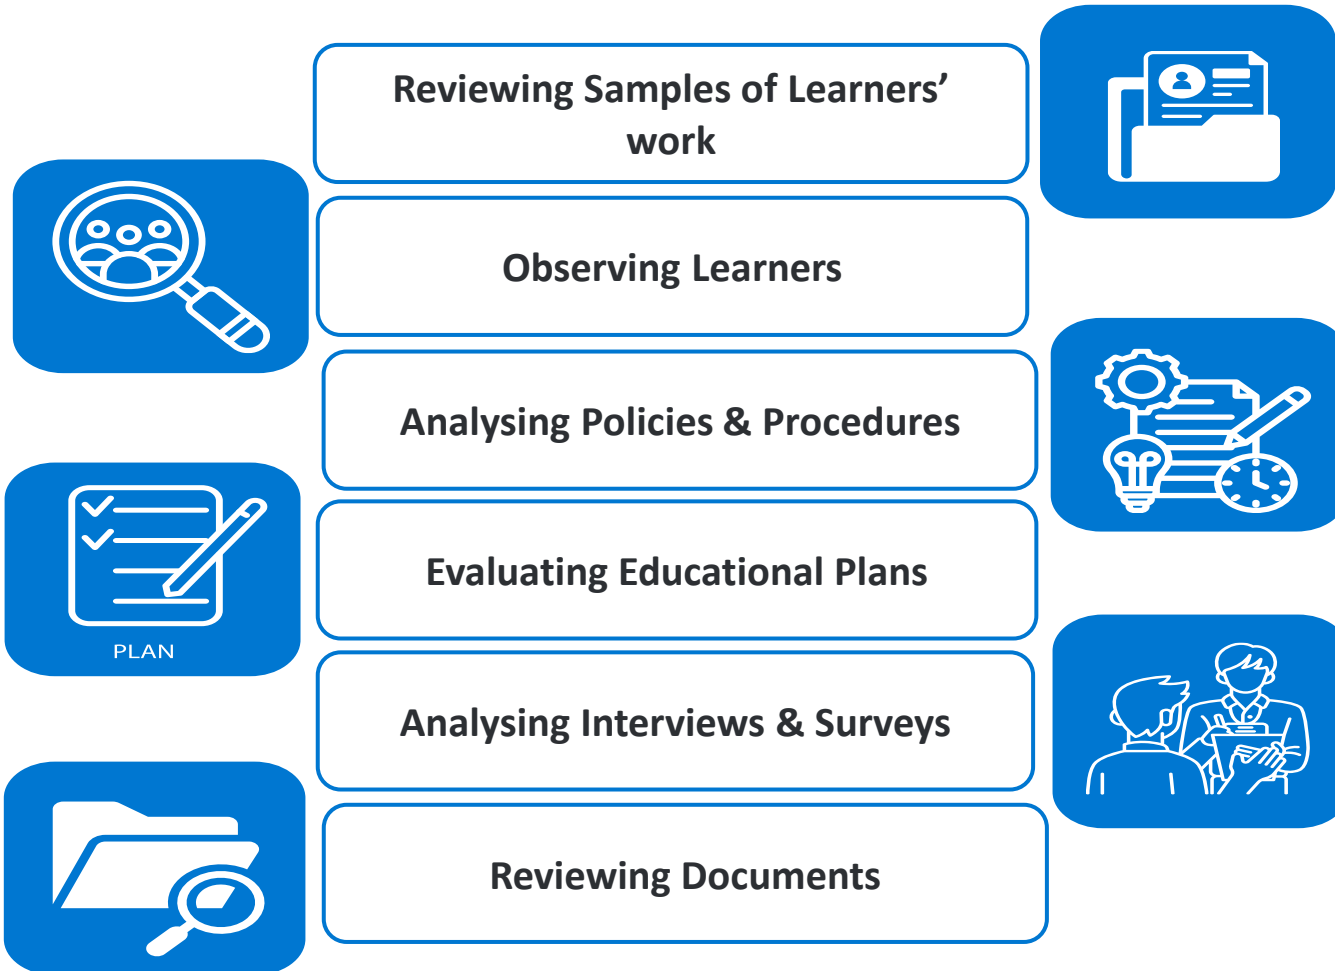 Reviewing Samples of Learners’
work
Observing Learners
Analysing Policies & Procedures
Evaluating Educational Plans
PLAN
Analysing Interviews & Surveys
Reviewing Documents